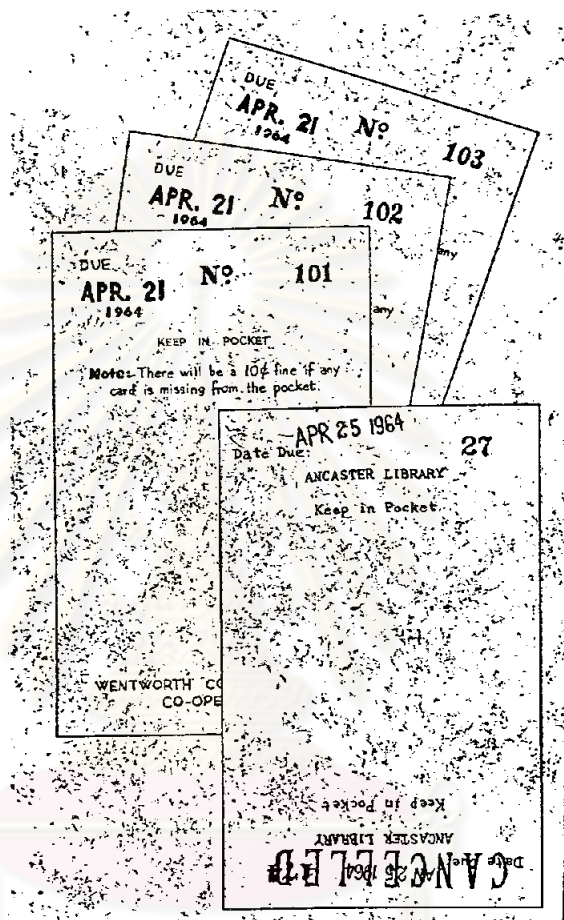 DUE
APR. 21 Nº 103
1964
DUE
APR. 21 Nº 102
1964
any
DUE
APR. 21 Nº 101
1964
any
KEEP IN POCKET
Note: There will be a 10¢ fine if any
card is missing from the pocket.
WENTWORTH CO
CO-OPE
APR 25 1964
Date Due: 27
ANCASTER LIBRARY
Keep in Pocket
Keep in Pocket
ANCASTER LIBRARY
Date Due
CANCELLED